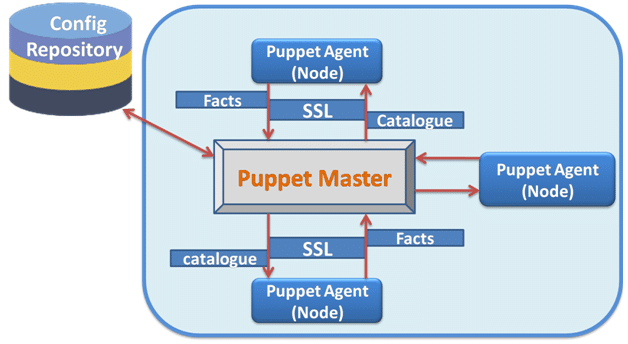 Config
Repository
Puppet Agent
(Node)
Facts
SSL
Catalogue
Puppet Master
Puppet Agent
(Node)
catalogue
SSL
Facts
Puppet Agent
(Node)